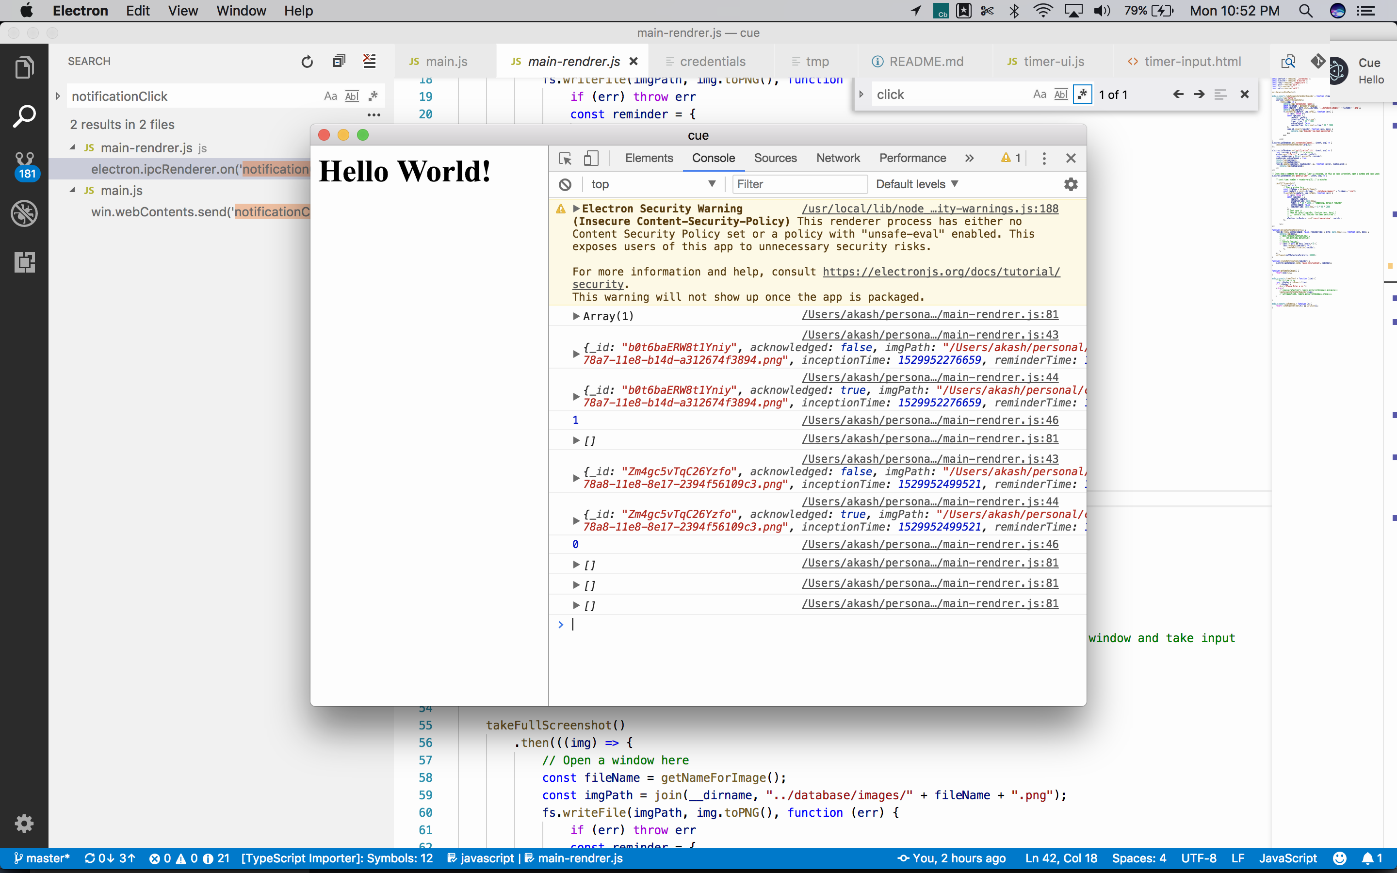 Electron Edit View Window Help
79% Mon 10:52 PM
main-rendrer.js — cue
SEARCH
JS main.js
JS main-rendrer.js ×
credentials
tmp
README.md
JS timer-ui.js
<> timer-input.html
Cue
Hello
notificationClick Aa Abl .*
2 results in 2 files
...
JS main-rendrer.js js
electron.ipcRenderer.on('notification
JS main.js
win.webContents.send('notificationC
181
18 fs.writeFile(imgPath, img.toPNG(), function
19 if (err) throw err
20 const reminder = {
click Aa Abl .* 1 of 1
cue
Hello World!
Elements Console Sources Network Performance » 1
top Filter Default levels ▼
Electron Security Warning /usr/local/lib/node …ity-warnings.js:188
(Insecure Content-Security-Policy) This renderer process has either no
Content Security Policy set or a policy with "unsafe-eval" enabled. This
exposes users of this app to unnecessary security risks.
For more information and help, consult https://electronjs.org/docs/tutorial/
security.
This warning will not show up once the app is packaged.
Array(1) /Users/akash/persona…/main-rendrer.js:81
/Users/akash/persona…/main-rendrer.js:43
{_id: "b0t6baERW8t1Yniy", acknowledged: false, imgPath: "/Users/akash/personal/
78a7-11e8-b14d-a312674f3894.png", inceptionTime: 1529952276659, reminderTime:
/Users/akash/persona…/main-rendrer.js:44
{_id: "b0t6baERW8t1Yniy", acknowledged: true, imgPath: "/Users/akash/personal/
78a7-11e8-b14d-a312674f3894.png", inceptionTime: 1529952276659, reminderTime:
1 /Users/akash/persona…/main-rendrer.js:46
[] /Users/akash/persona…/main-rendrer.js:81
/Users/akash/persona…/main-rendrer.js:43
{_id: "Zm4gc5vTqC26Yzfo", acknowledged: false, imgPath: "/Users/akash/personal/
78a8-11e8-8e17-2394f56109c3.png", inceptionTime: 1529952499521, reminderTime:
/Users/akash/persona…/main-rendrer.js:44
{_id: "Zm4gc5vTqC26Yzfo", acknowledged: true, imgPath: "/Users/akash/personal/
78a8-11e8-8e17-2394f56109c3.png", inceptionTime: 1529952499521, reminderTime:
0 /Users/akash/persona…/main-rendrer.js:46
[] /Users/akash/persona…/main-rendrer.js:81
[] /Users/akash/persona…/main-rendrer.js:81
[] /Users/akash/persona…/main-rendrer.js:81
>
window and take input
54
55 takeFullScreenshot()
56 .then(((img) => {
57 // Open a window here
58 const fileName = getNameForImage();
59 const imgPath = join(__dirname, "../database/images/" + fileName + ".png");
60 fs.writeFile(imgPath, img.toPNG(), function (err) {
61 if (err) throw err
const reminder = {
master* 0↓ 3↑ 0 0 21 [TypeScript Importer]: Symbols: 12 javascript | main-rendrer.js
You, 2 hours ago Ln 42, Col 18 Spaces: 4 UTF-8 LF JavaScript 1